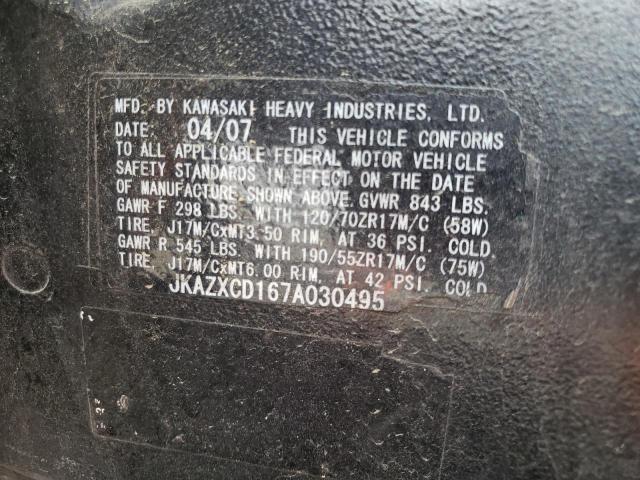 MFD. BY KAWASAKI HEAVY INDUSTRIES, LTD.
DATE: 04/07 THIS VEHICLE CONFORMS
TO ALL APPLICABLE FEDERAL MOTOR VEHICLE
SAFETY STANDARDS IN EFFECT ON THE DATE
OF MANUFACTURE SHOWN ABOVE. GVWR 843 LBS.
GAWR F 298 LBS. WITH 120/70ZR17M/C (58W)
TIRE, J17M/CxMT3.50 RIM, AT 36 PSI. COLD.
GAWR R 545 LBS. WITH 190/55ZR17M/C (75W)
TIRE, J17M/CxMT6.00 RIM, AT 42 PSI. COLD
JKAZXCD167A030495